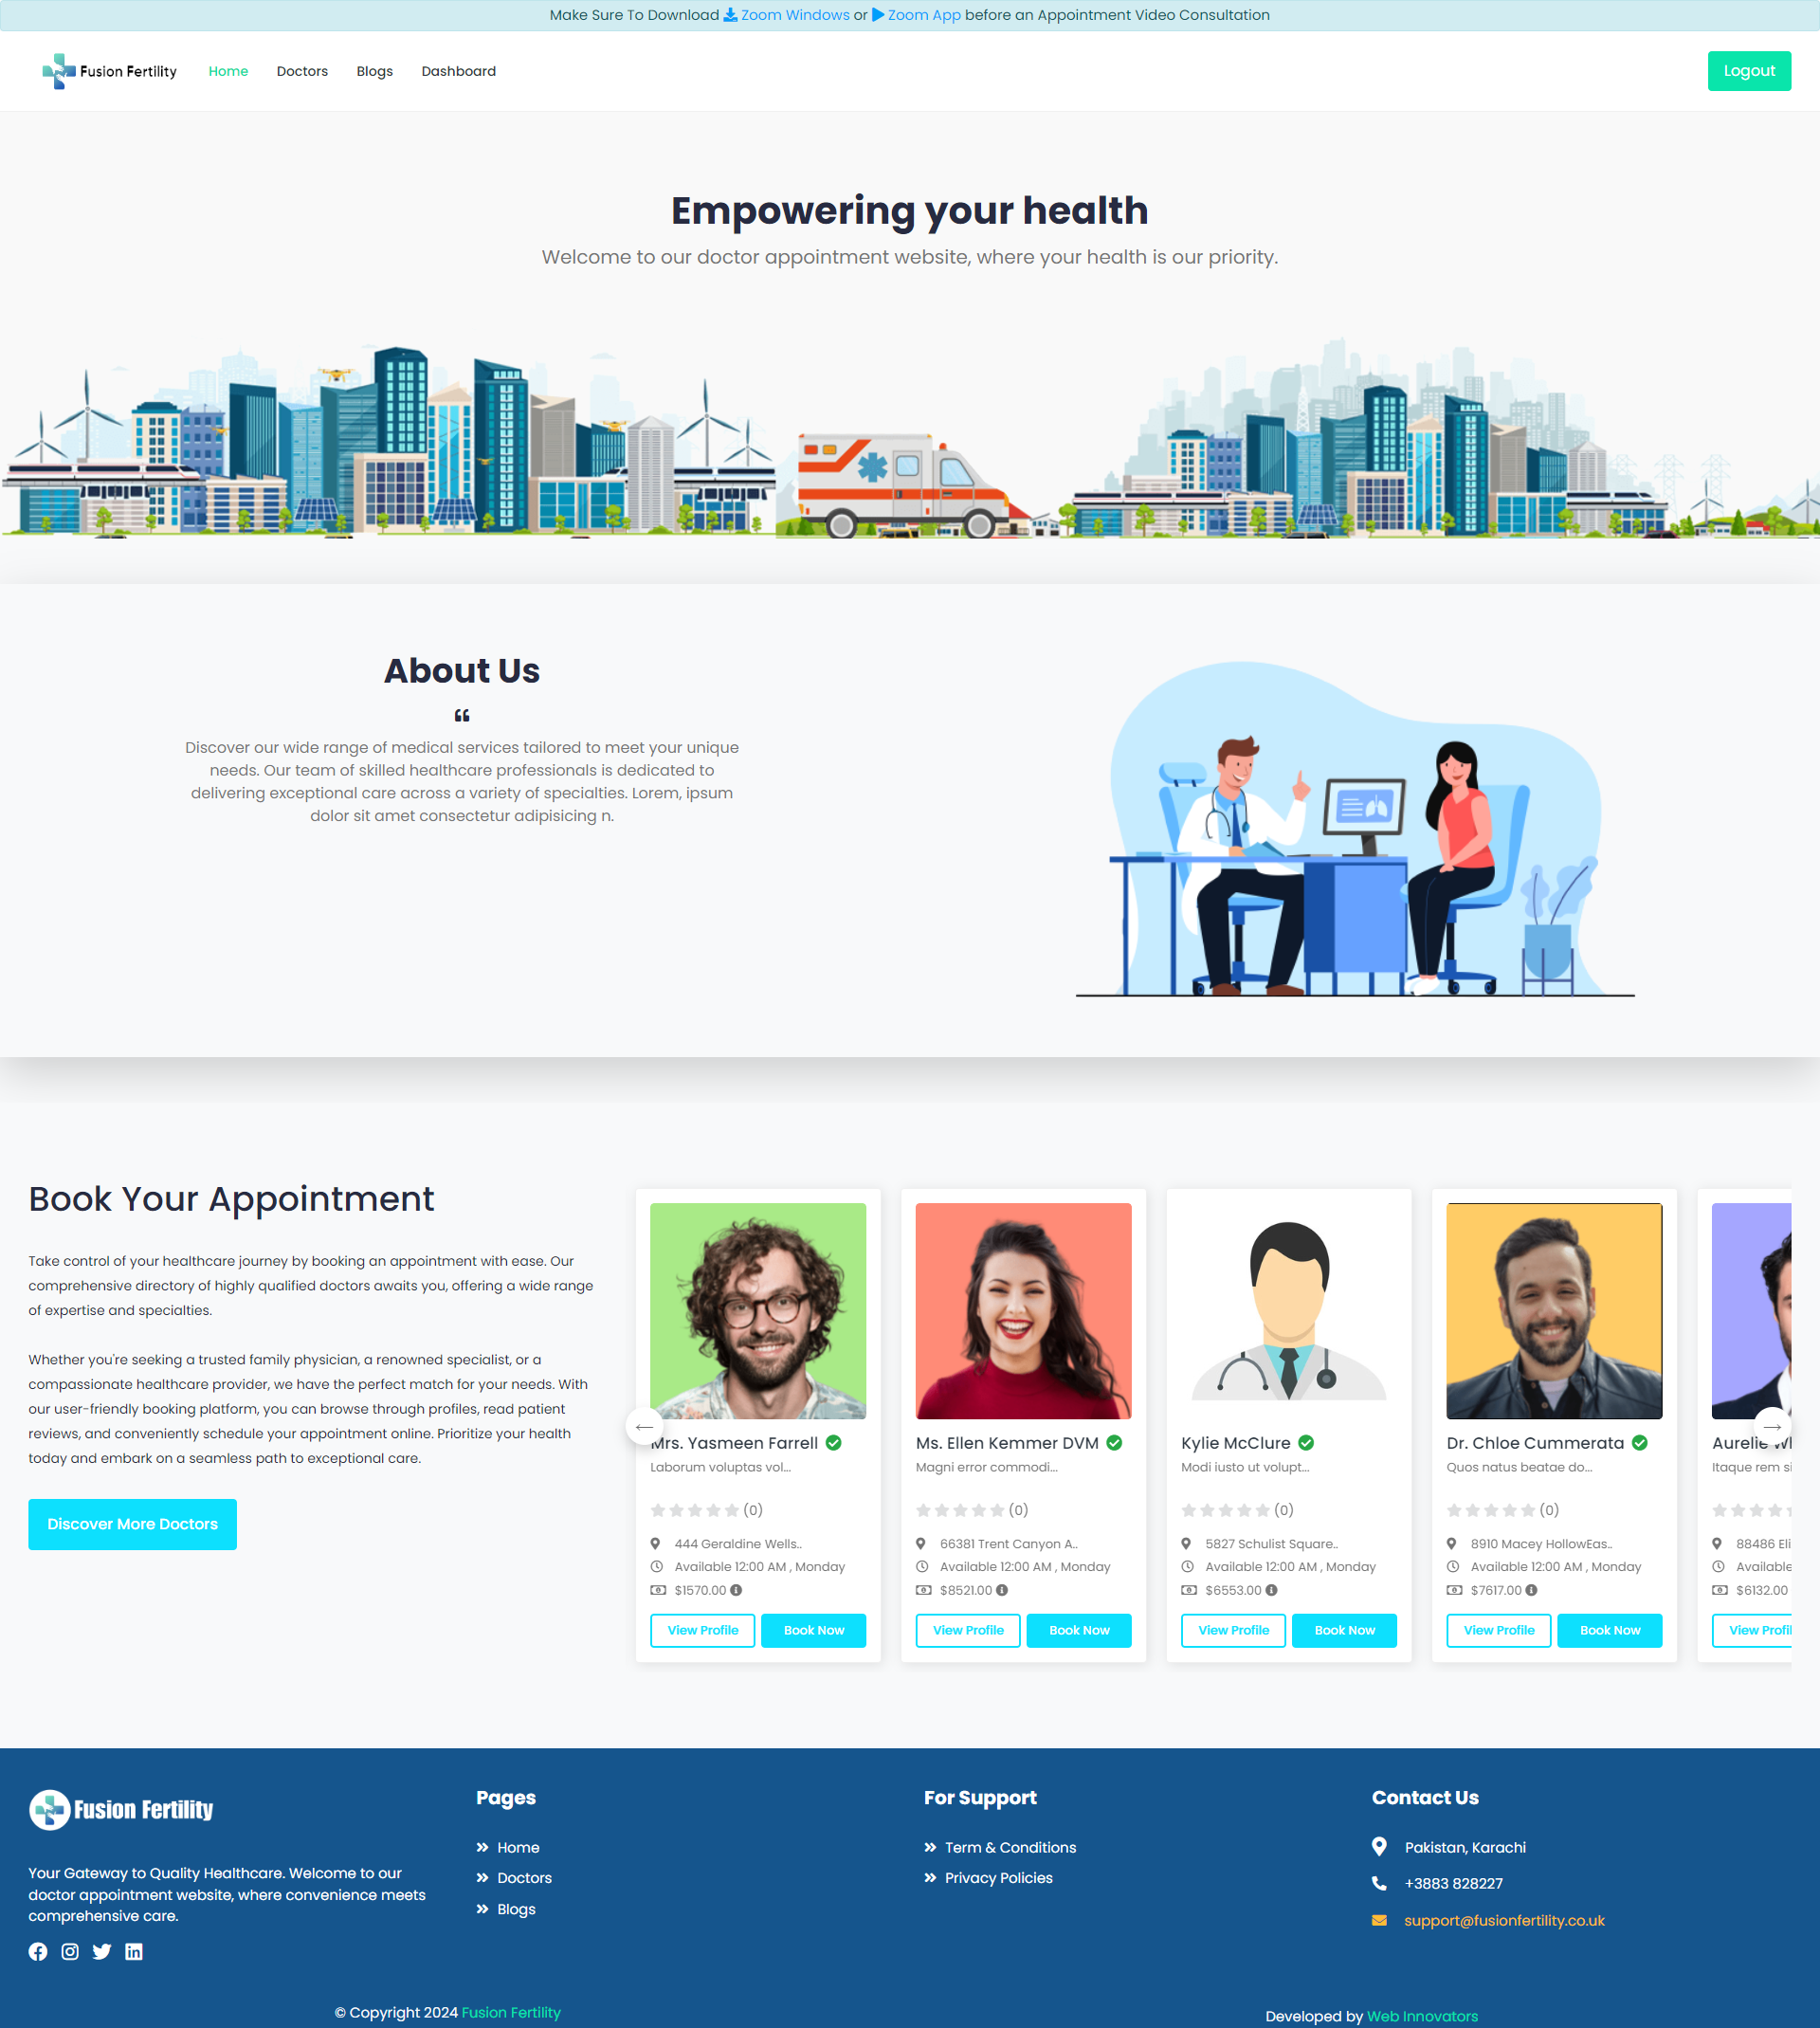 Make Sure To Download Zoom Windows or Zoom App before an Appointment Video Consultation
Fusion Fertility
Home
Doctors
Blogs
Dashboard
Logout
Empowering your health
Welcome to our doctor appointment website, where your health is our priority.
About Us
“
Discover our wide range of medical services tailored to meet your unique
needs. Our team of skilled healthcare professionals is dedicated to
delivering exceptional care across a variety of specialties. Lorem, ipsum
dolor sit amet consectetur adipisicing n.
Book Your Appointment
Take control of your healthcare journey by booking an appointment with ease. Our
comprehensive directory of highly qualified doctors awaits you, offering a wide range
of expertise and specialties.
Whether you're seeking a trusted family physician, a renowned specialist, or a
compassionate healthcare provider, we have the perfect match for your needs. With
our user-friendly booking platform, you can browse through profiles, read patient
reviews, and conveniently schedule your appointment online. Prioritize your health
today and embark on a seamless path to exceptional care.
Discover More Doctors
←
Mrs. Yasmeen Farrell
Laborum voluptas vol...
(0)
444 Geraldine Wells..
Available 12:00 AM , Monday
$1570.00
View Profile
Book Now
Ms. Ellen Kemmer DVM
Magni error commodi...
(0)
66381 Trent Canyon A..
Available 12:00 AM , Monday
$8521.00
View Profile
Book Now
Kylie McClure
Modi iusto ut volupt...
(0)
5827 Schulist Square..
Available 12:00 AM , Monday
$6553.00
View Profile
Book Now
Dr. Chloe Cummerata
Quos natus beatae do...
(0)
8910 Macey HollowEas..
Available 12:00 AM , Monday
$7617.00
View Profile
Book Now
→
Aurelie
Itaque rem si
88486 Eli
Available
$6132.00
View Profil
Fusion Fertility
Your Gateway to Quality Healthcare. Welcome to our
doctor appointment website, where convenience meets
comprehensive care.
Pages
Home
Doctors
Blogs
For Support
Term & Conditions
Privacy Policies
Contact Us
Pakistan, Karachi
+3883 828227
support@fusionfertility.co.uk
© Copyright 2024 Fusion Fertility
Developed by Web Innovators